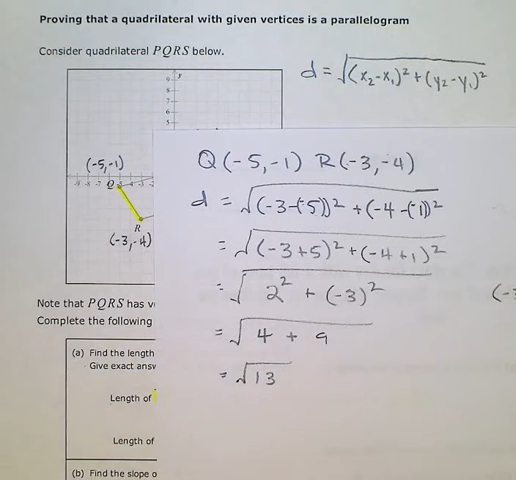 Proving that a quadrilateral with given vertices is a parallelogram
Consider quadrilateral PQRS below.
d = √(x₂-x₁)² + (y₂-y₁)²
y
(-5,-1)
Q
R
(-3,-4)
Q(-5,-1) R(-3,-4)
d = √(-3-(-5))² + (-4-(-1))²
= √(-3+5)² + (-4+1)²
= √ 2² + (-3)²
= √ 4 + 9
= √13
Note that PQRS has
Complete the following
(a) Find the length
Give exact
Length of
Length of
(b) Find the slope